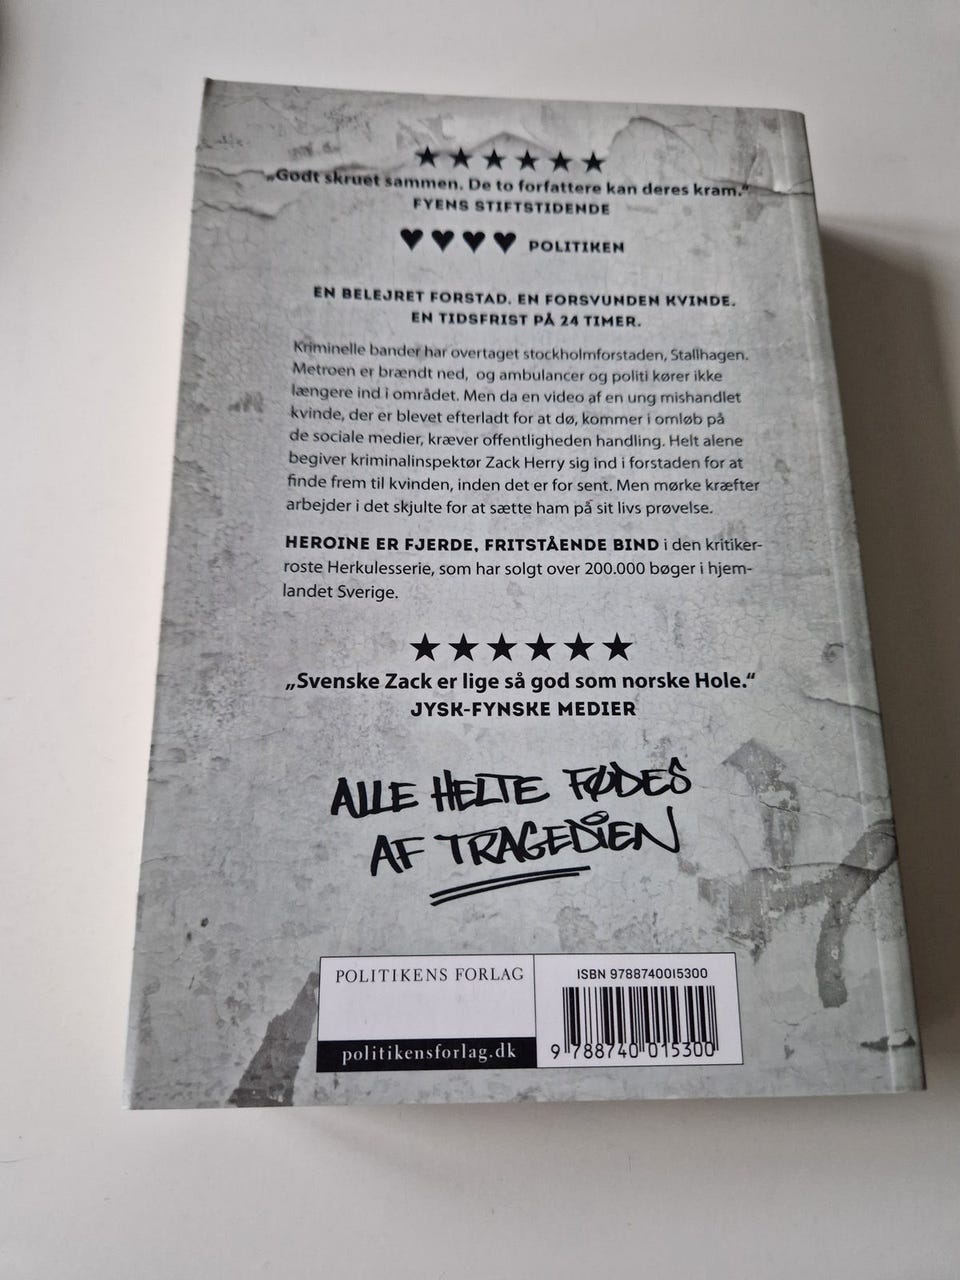 ★★★★★★
„Godt skruet sammen. De to forfattere kan deres kram.“
FYENS STIFTSTIDENDE
♥♥♥♥ POLITIKEN
EN BELEJRET FORSTAD. EN FORSVUNDEN KVINDE.
EN TIDSFRIST PÅ 24 TIMER.
Kriminelle bander har overtaget stockholmforstaden, Stallhagen.
Metroen er brændt ned, og ambulancer og politi kører ikke
længere ind i området. Men da en video af en ung mishandlet
kvinde, der er blevet efterladt for at dø, kommer i omløb på
de sociale medier, kræver offentligheden handling. Helt alene
begiver kriminalinspektør Zack Herry sig ind i forstaden for at
finde frem til kvinden, inden det er for sent. Men mørke kræfter
arbejder i det skjulte for at sætte ham på sit livs prøvelse.
HEROINE ER FJERDE, FRITSTÅENDE BIND i den kritiker-
roste Herkulesserie, som har solgt over 200.000 bøger i hjem-
landet Sverige.
★★★★★★
„Svenske Zack er lige så god som norske Hole.“
JYSK-FYNSKE MEDIER
ALLE HELTE FØDES
AF TRAGEDIEN
POLITIKENS FORLAG
politikensforlag.dk
ISBN 9788740015300
9 788740 015300